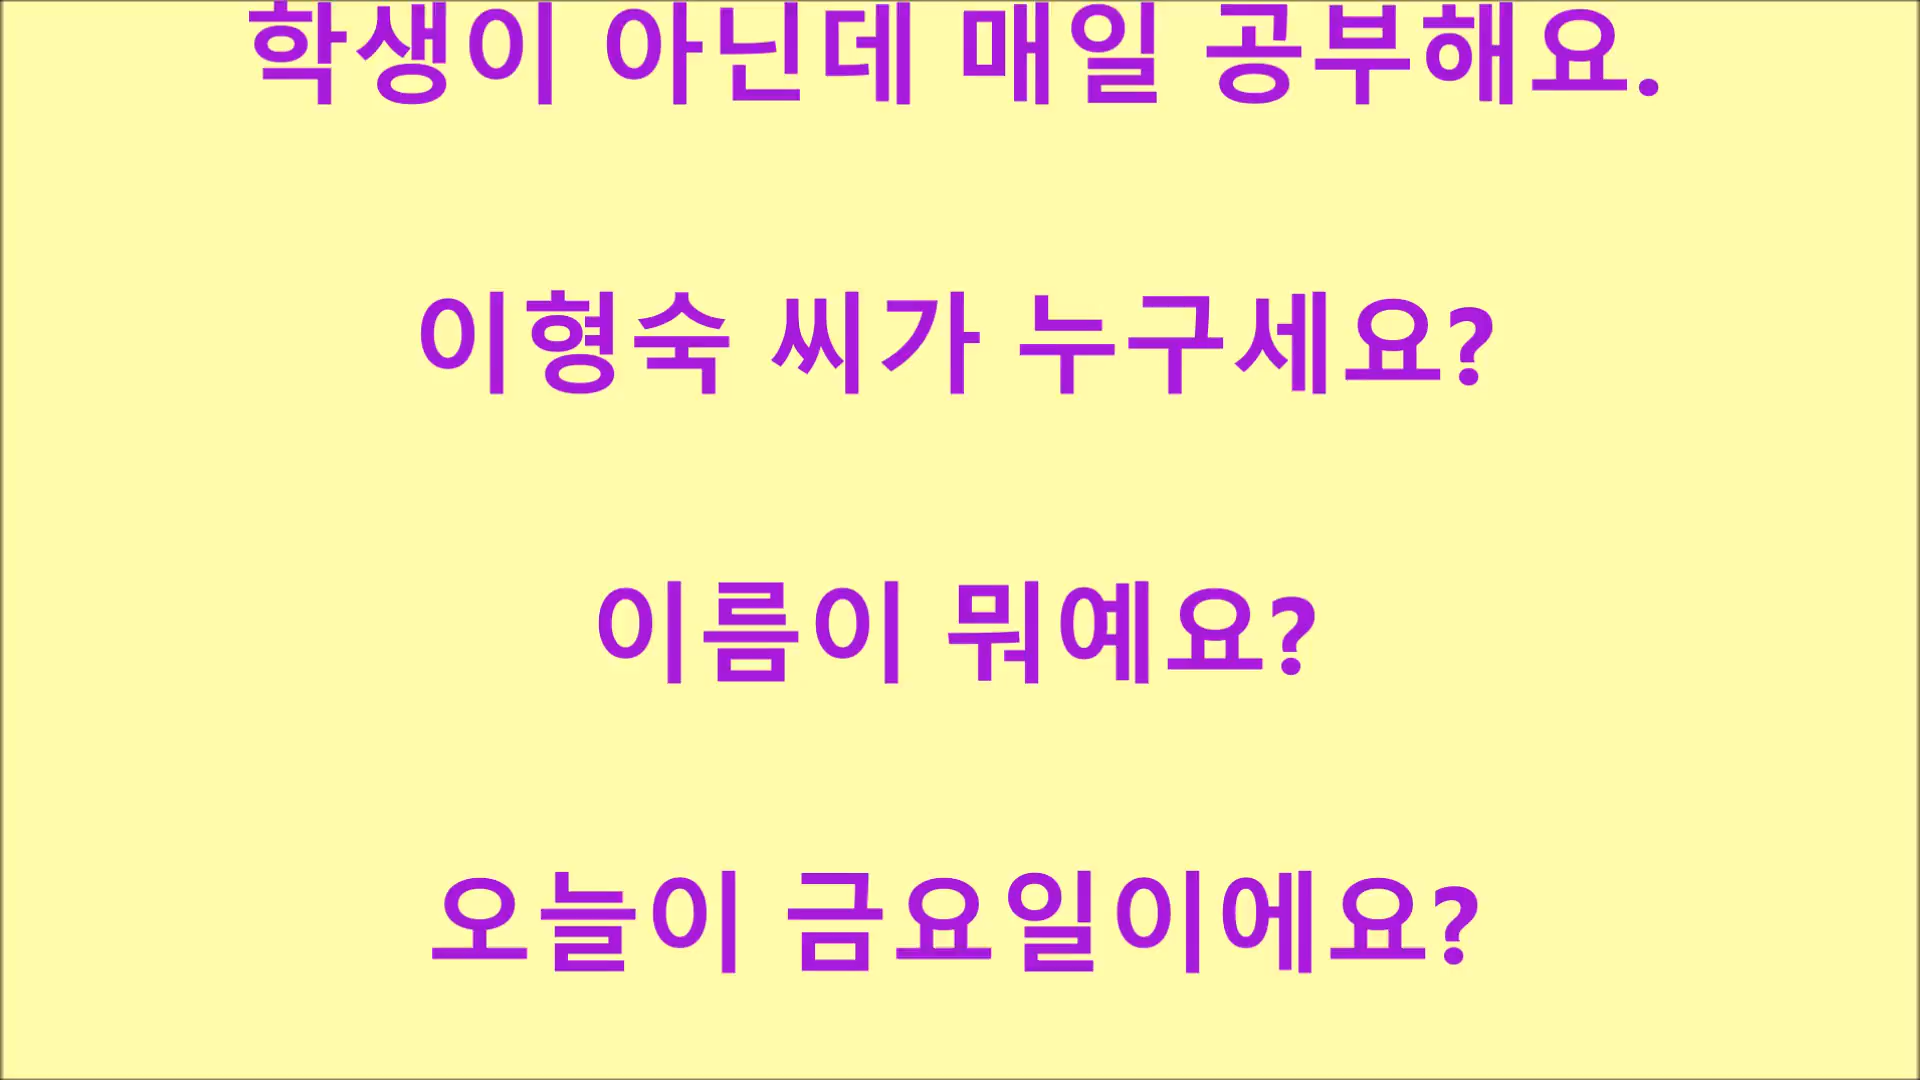 학생이 아닌데 매일 공부해요.
이형숙 씨가 누구세요?
이름이 뭐예요?
오늘이 금요일이에요?